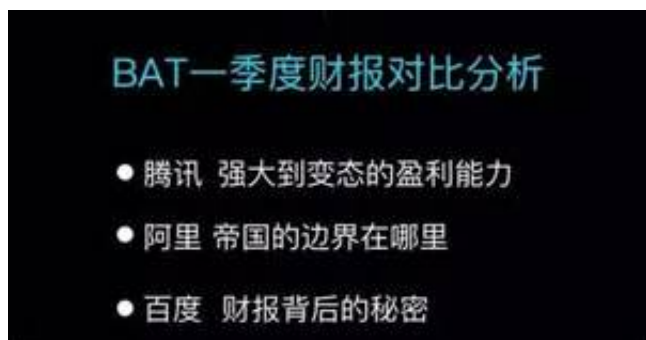 BAT一季度财报对比分析
● 腾讯 强大到变态的盈利能力
● 阿里 帝国的边界在哪里
● 百度 财报背后的秘密